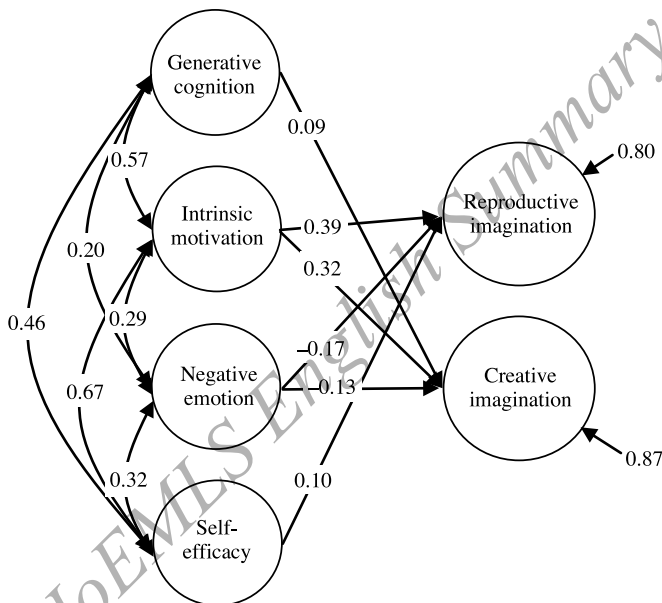 Generative
cognition
0.09
0.57
0.80
Intrinsic
motivation
Reproductive
imagination
0.39
0.20
0.32
0.29
0.46
–0.17
Negative
emotion
–0.13
Creative
imagination
0.67
0.87
0.32
0.10
Self-
efficacy
JoEMLS English Summary